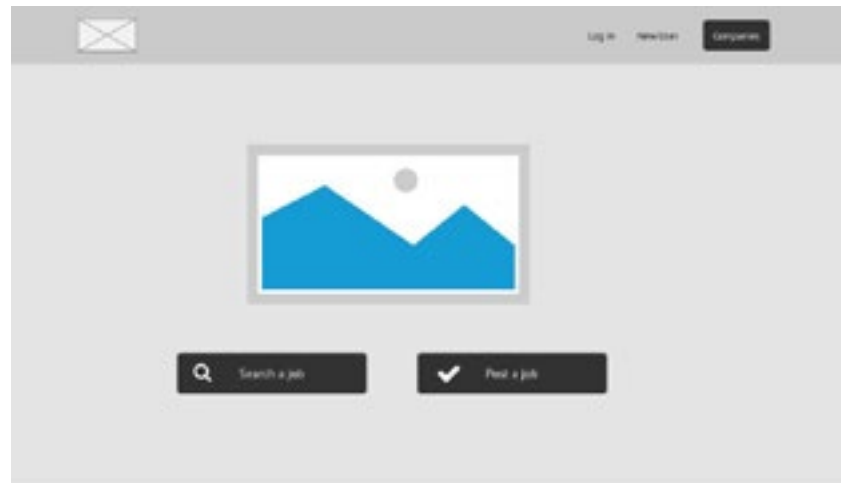 Log in
New User
Companies
Search a job
Post a job